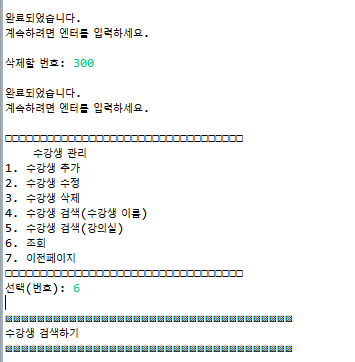 완료되었습니다.
계속하려면 엔터를 입력하세요.
삭제할 번호: 300
완료되었습니다.
계속하려면 엔터를 입력하세요.
□□□□□□□□□□□□□□□□□□□□□□□□□□□□□□□□□□
수강생 관리
1. 수강생 추가
2. 수강생 수정
3. 수강생 삭제
4. 수강생 검색(수강생 이름)
5. 수강생 검색(강의실)
6. 조회
7. 이전페이지
□□□□□□□□□□□□□□□□□□□□□□□□□□□□□□□□□□
선택(번호): 6
▨▨▨▨▨▨▨▨▨▨▨▨▨▨▨▨▨▨▨▨▨▨▨▨▨▨▨▨▨▨▨▨▨▨▨▨
수강생 검색하기
▨▨▨▨▨▨▨▨▨▨▨▨▨▨▨▨▨▨▨▨▨▨▨▨▨▨▨▨▨▨▨▨▨▨▨▨